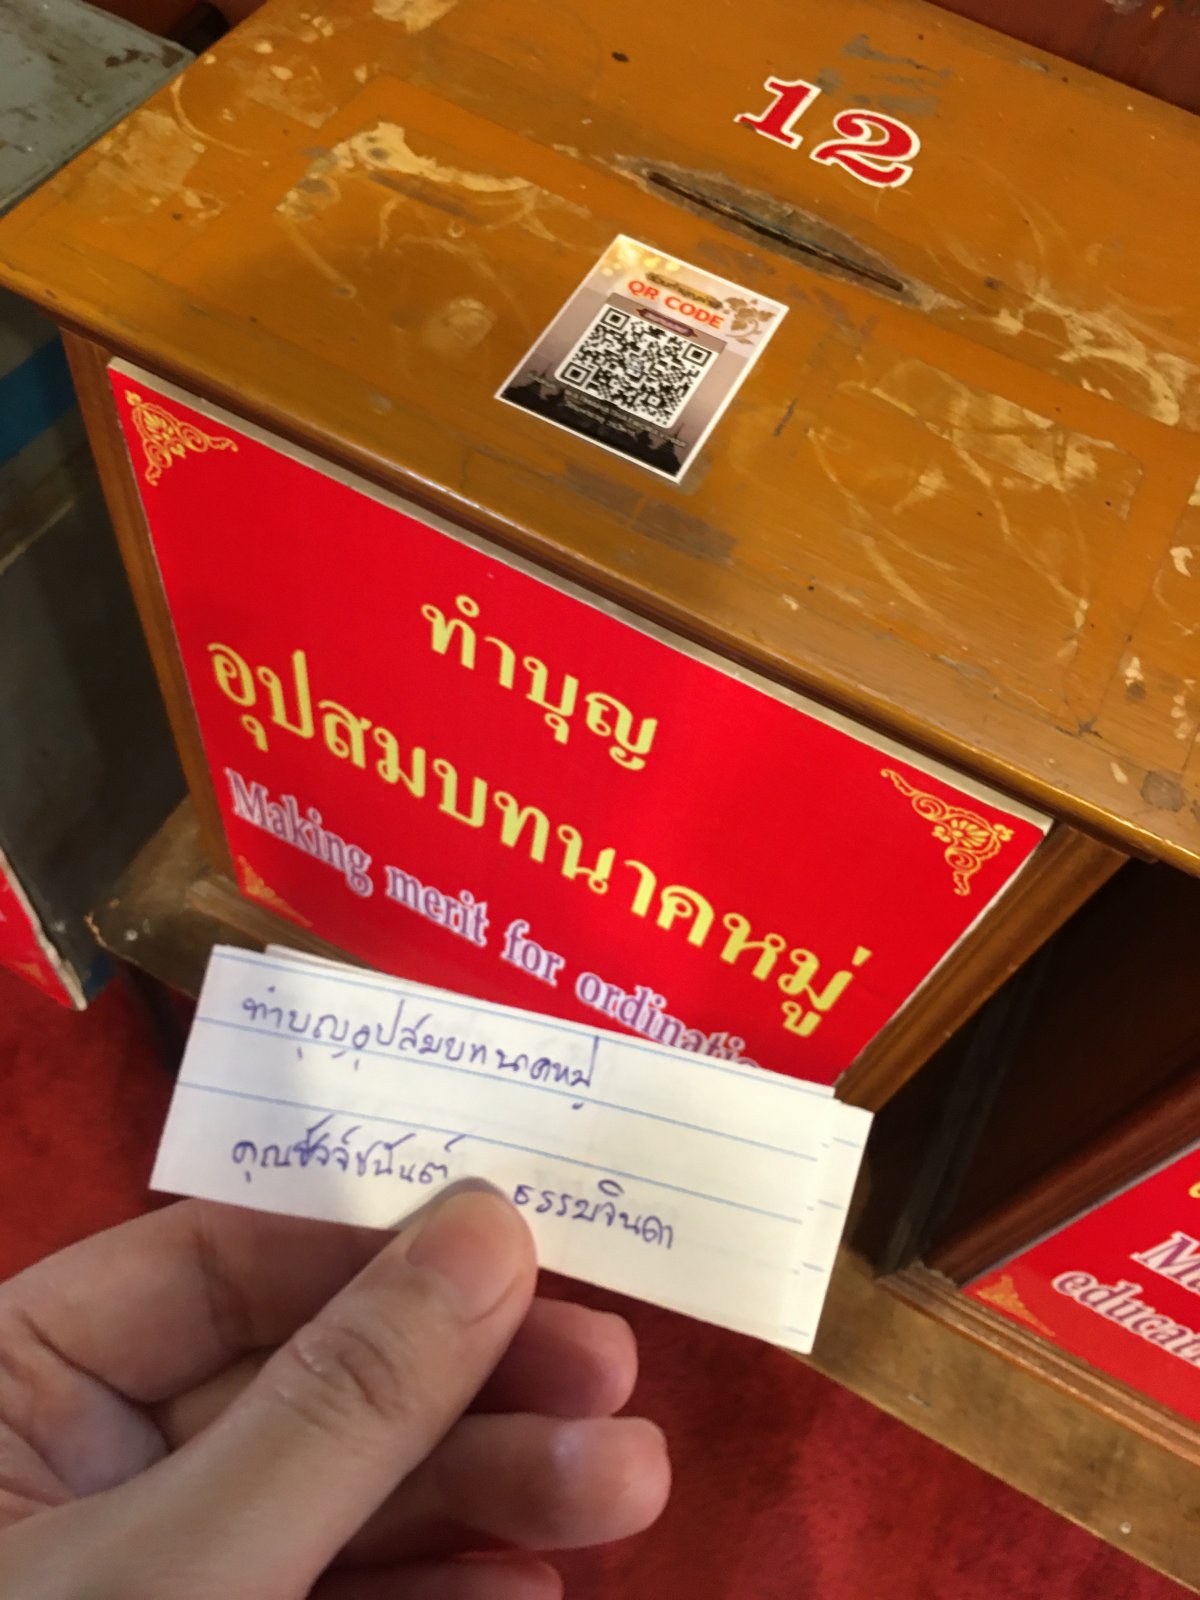 12
QR CODE
ทำบุญ
อุปสมบทนาคหมู่
Making merit for ordination
ทำบุญอุปสมบทนาคหมู่
คุณชัจจ์ชนันต์ ธรรมจินดา